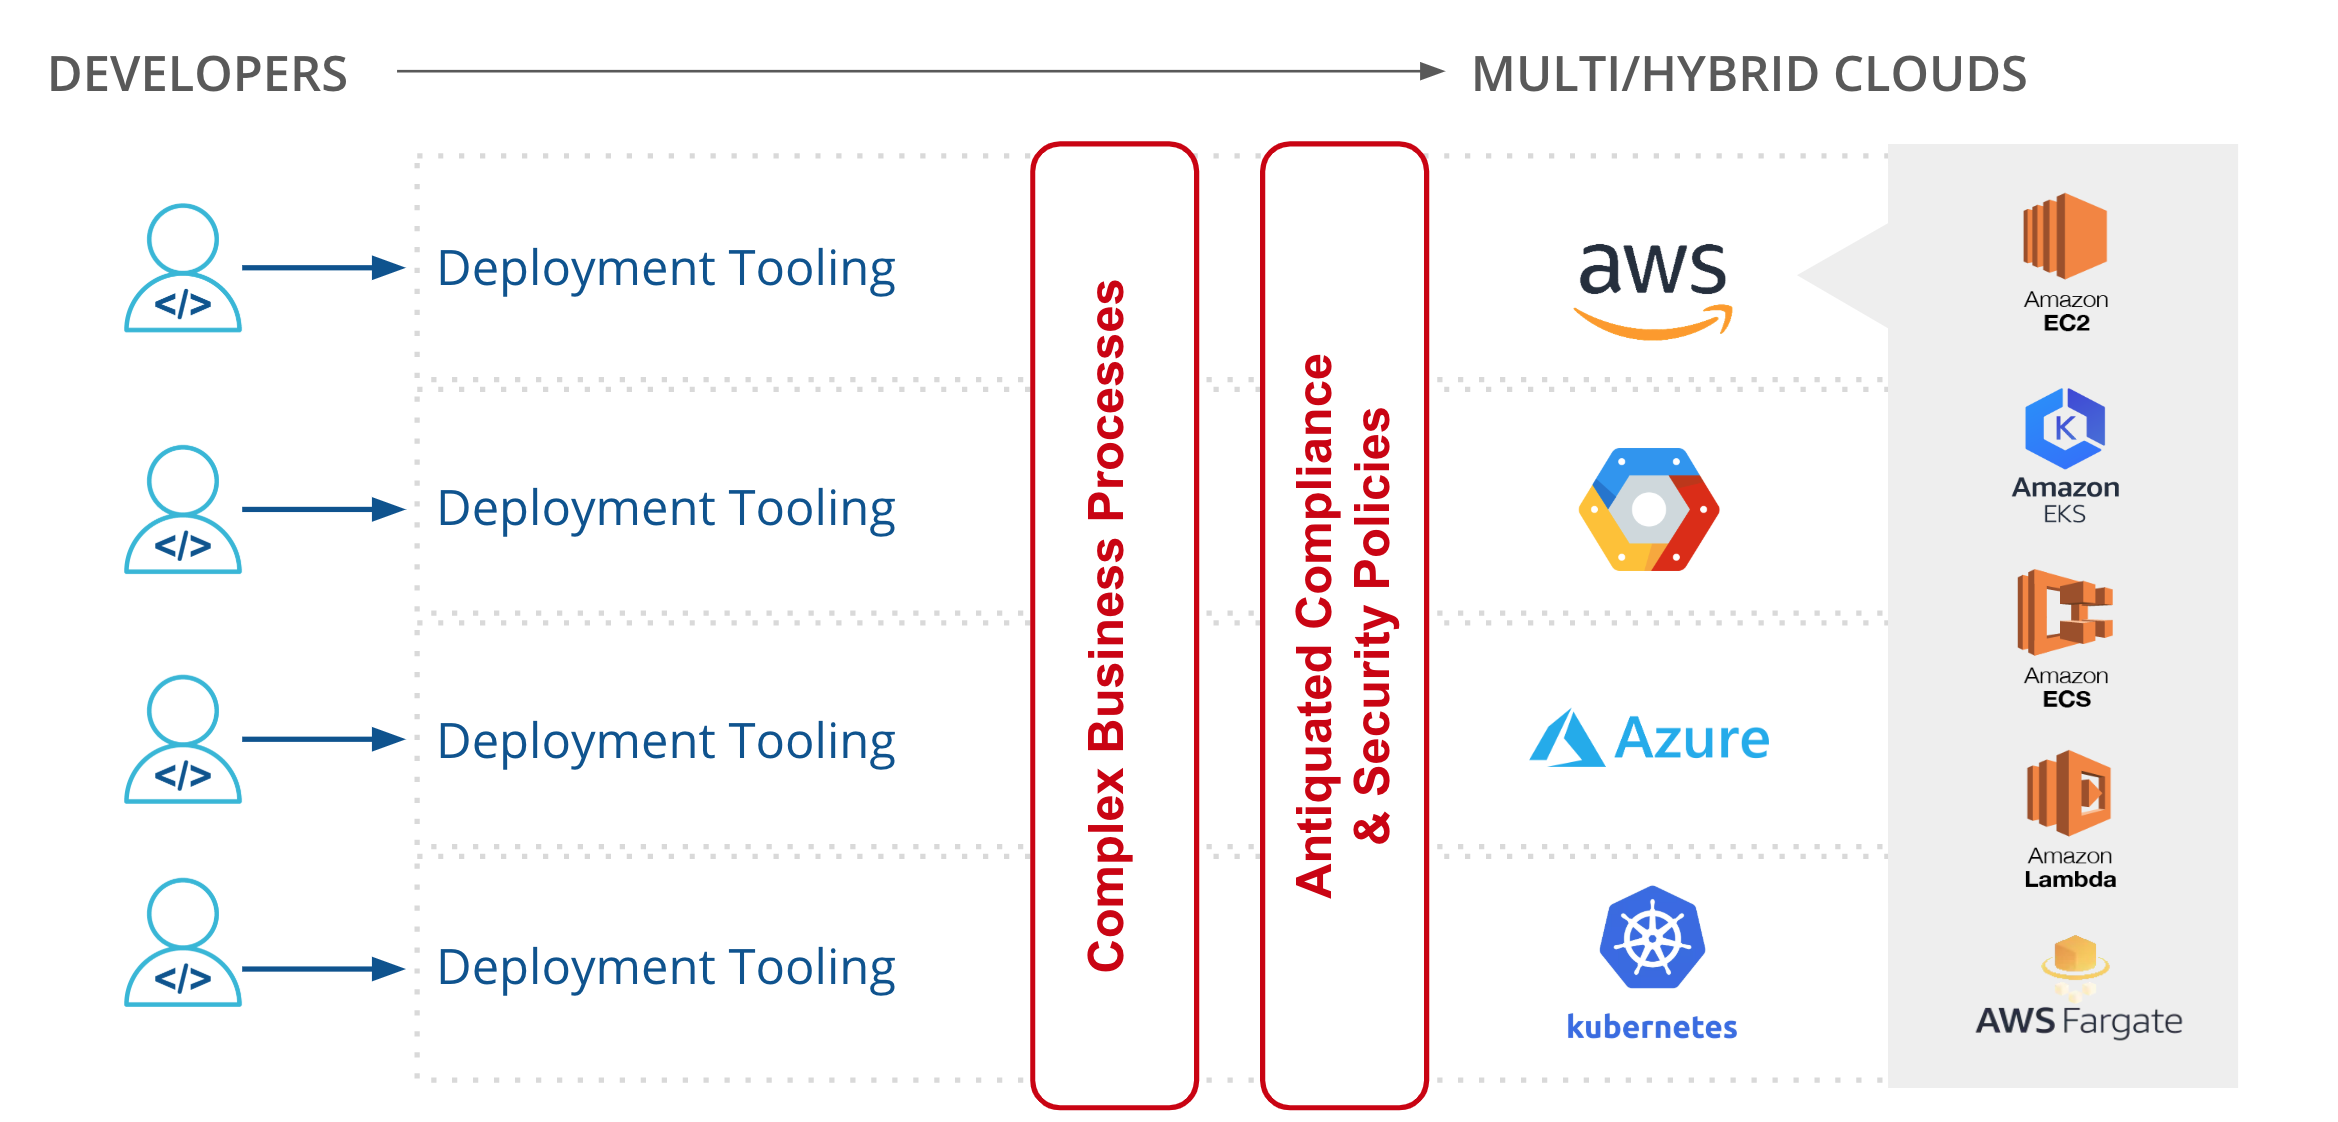 DEVELOPERS
MULTI/HYBRID CLOUDS
</>
Deployment Tooling
</>
Deployment Tooling
</>
Deployment Tooling
</>
Deployment Tooling
Complex Business Processes
Antiquated Compliance
& Security Policies
aws
Azure
kubernetes
Amazon
EC2
K
Amazon
EKS
Amazon
ECS
Amazon
Lambda
AWS Fargate